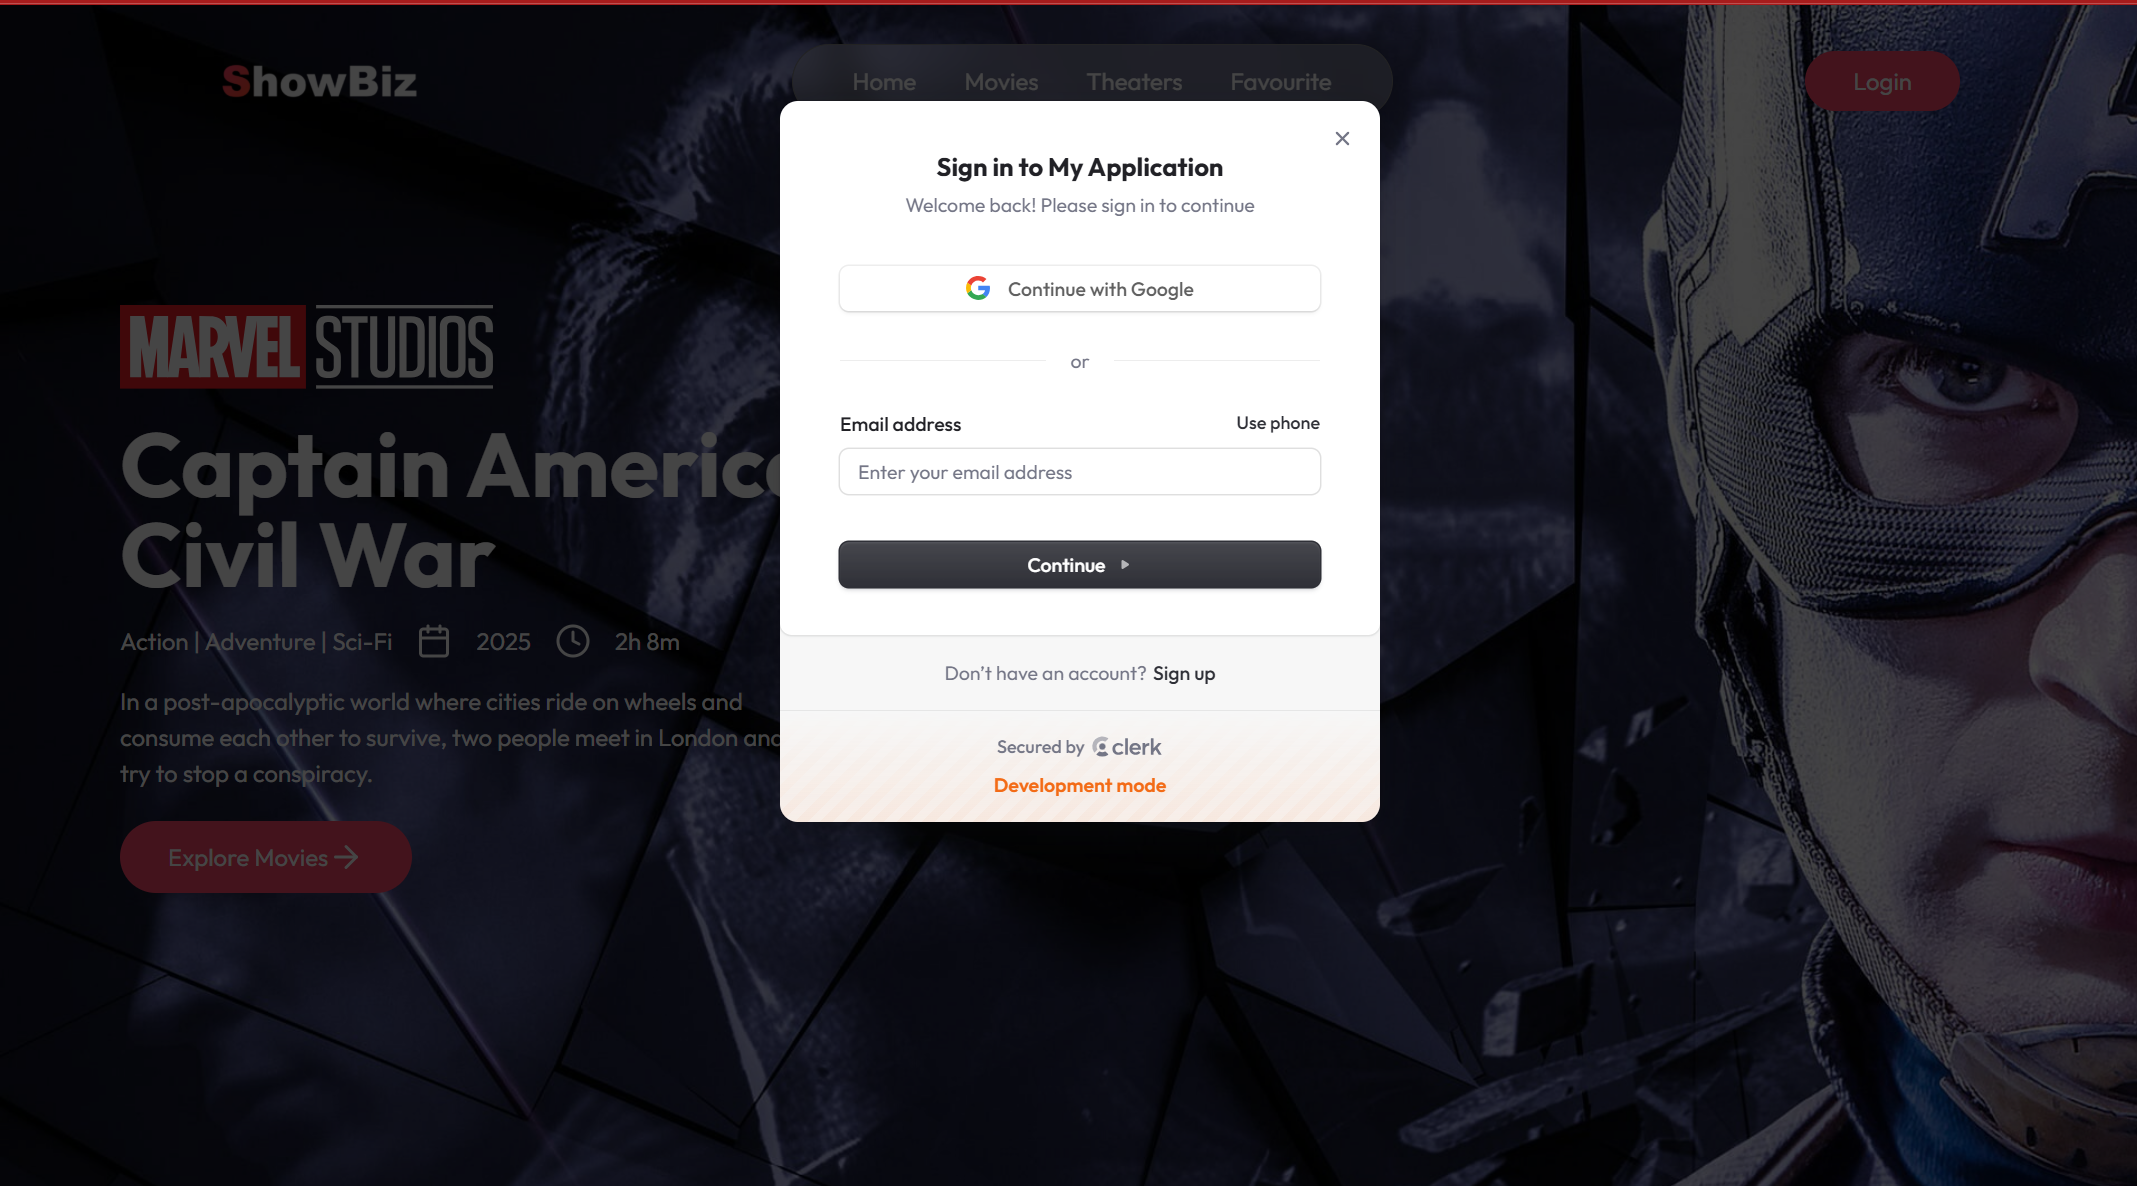 ShowBiz
Home Movies Theaters Favourite
Login
Sign in to My Application
Welcome back! Please sign in to continue
Continue with Google
or
Email address Use phone
Enter your email address
Continue
Don’t have an account? Sign up
Secured by clerk
Development mode
MARVEL STUDIOS
Captain America
Civil War
Action | Adventure | Sci-Fi 2025 2h 8m
In a post-apocalyptic world where cities ride on wheels and
consume each other to survive, two people meet in London and
try to stop a conspiracy.
Explore Movies